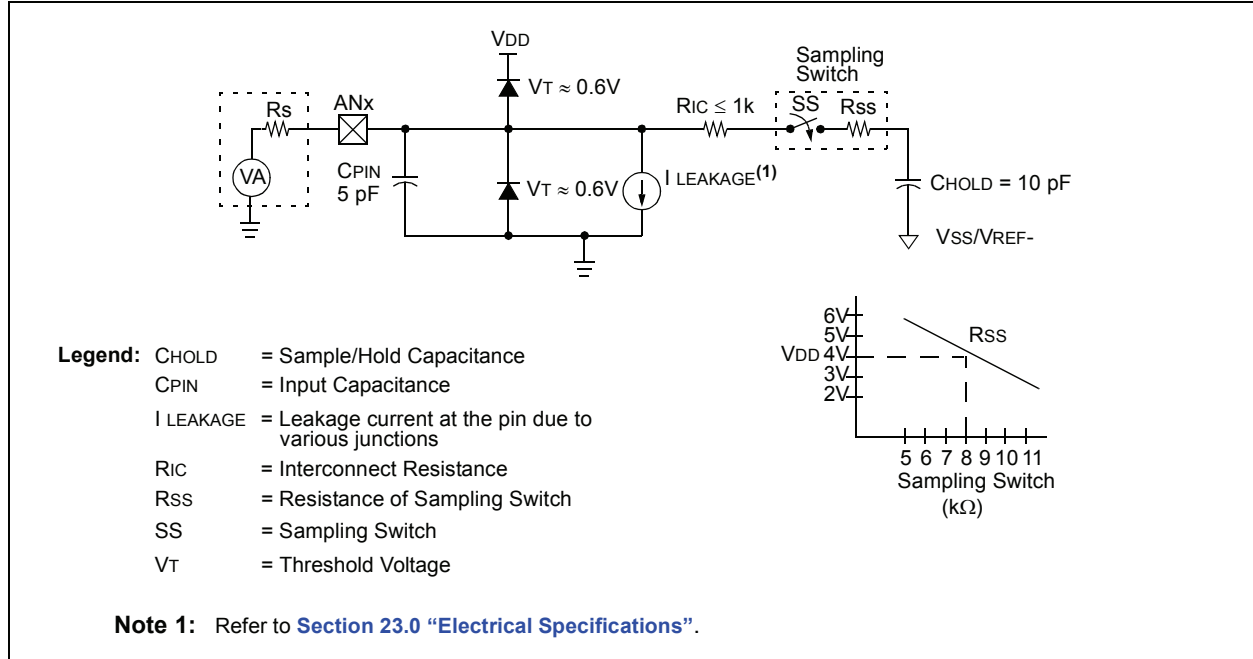 VDD
Sampling
Switch
VT ≈ 0.6V
Rs
ANx
RIC ≤ 1k
SS
Rss
VA
CPIN
5 pF
VT ≈ 0.6V
I LEAKAGE(1)
CHOLD = 10 pF
VSS/VREF-
6V
5V
VDD 4V
3V
2V
RSS
5 6 7 8 9 10 11
Sampling Switch
(kΩ)
Legend: CHOLD = Sample/Hold Capacitance
CPIN = Input Capacitance
I LEAKAGE = Leakage current at the pin due to
various junctions
RIC = Interconnect Resistance
RSS = Resistance of Sampling Switch
SS = Sampling Switch
VT = Threshold Voltage
Note 1: Refer to Section 23.0 “Electrical Specifications”.